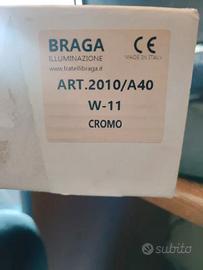 BRAGA
ILLUMINAZIONE
www.fratellibraga.it
CE
MADE IN ITALY
ART.2010/A40
W-11
CROMO
subito